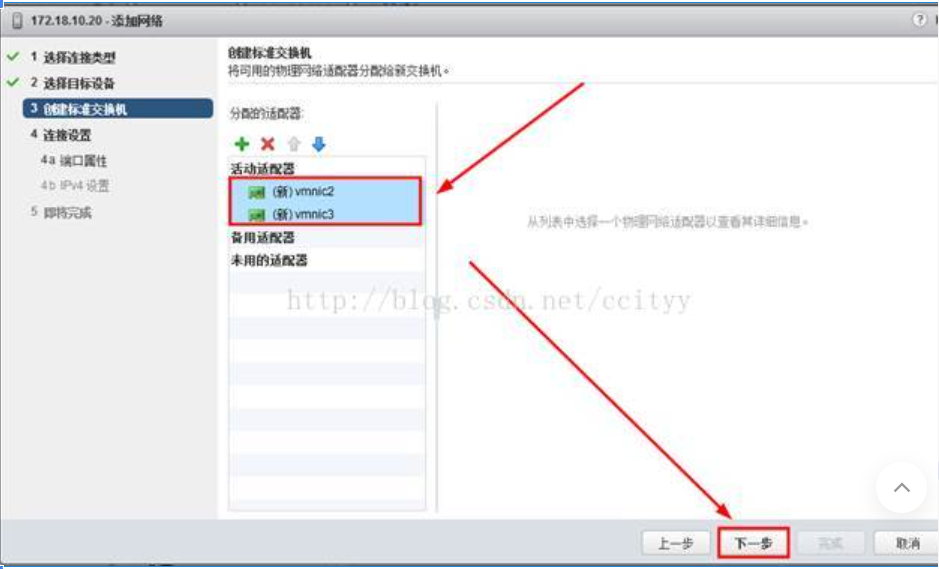 172.18.10.20 - 添加网络
1 选择连接类型
2 选择目标设备
3 创建标准交换机
4 连接设置
4a 端口属性
4b IPv4 设置
5 即将完成
创建标准交换机
将可用的物理网络适配器分配给新交换机。
分配的适配器:
活动适配器
(新) vmnic2
(新) vmnic3
备用适配器
未用的适配器
从列表中选择一个物理网络适配器以查看其详细信息。
http://blog.csdn.net/ccityyy
上一步
下一步
完成
取消